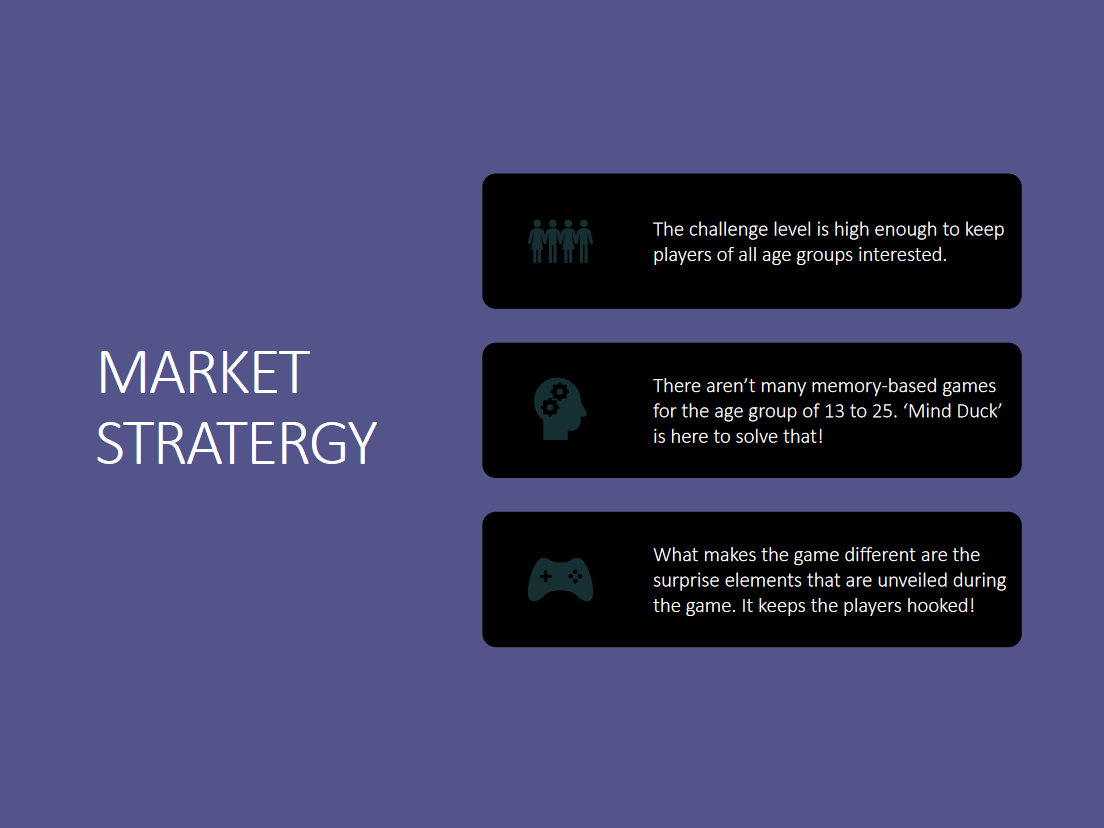 MARKET
STRATERGY
The challenge level is high enough to keep
players of all age groups interested.
There aren’t many memory-based games
for the age group of 13 to 25. ‘Mind Duck’
is here to solve that!
What makes the game different are the
surprise elements that are unveiled during
the game. It keeps the players hooked!